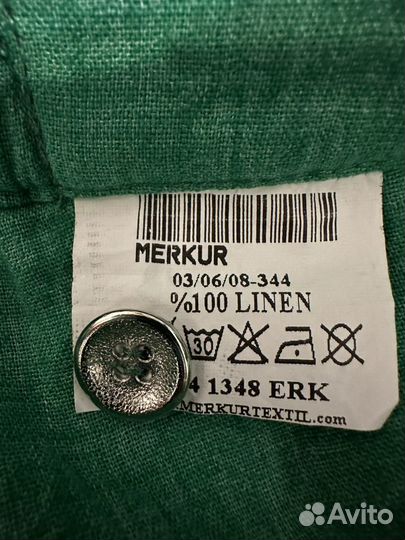 MERKUR
03/06/08-344
%100 LINEN
30
4 1348 ERK
MERKURTEXTIL.com
Avito